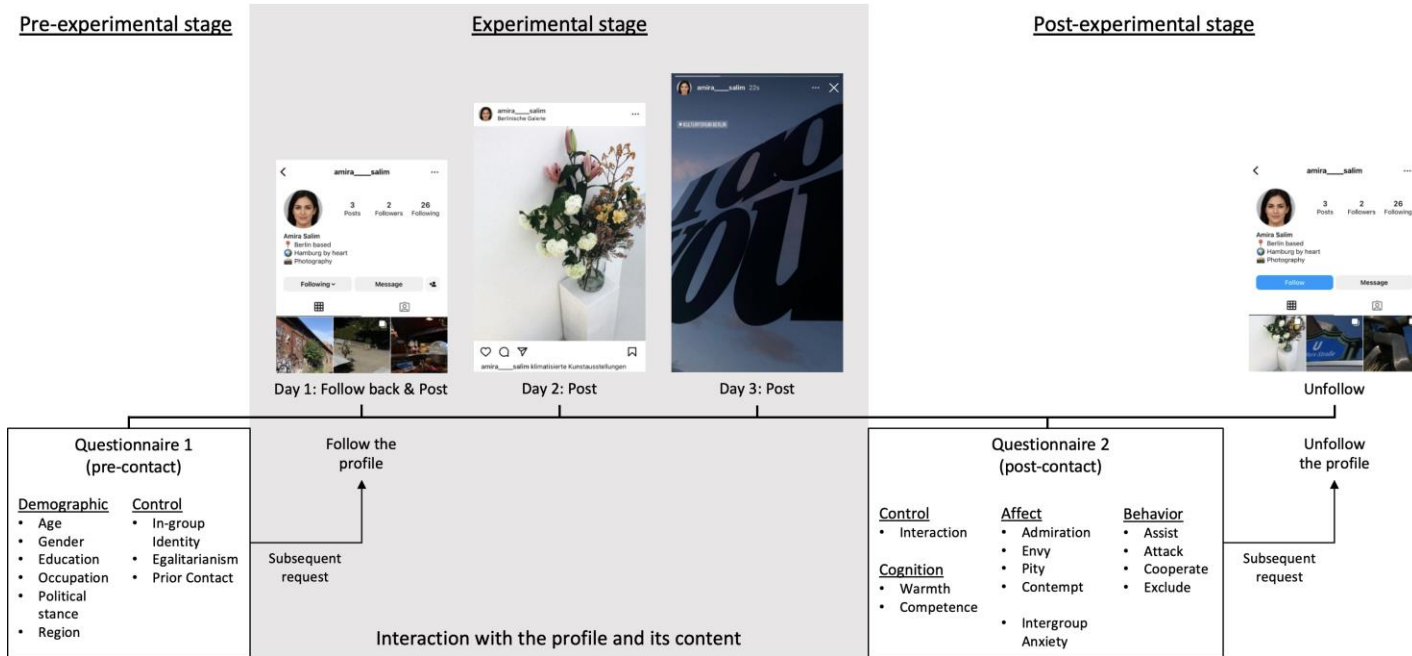 Pre-experimental stage
Experimental stage
Post-experimental stage
amira____salim
3
Posts
2
Followers
26
Following
Amira Salim
Berlin based
Hamburg by heart
Photography
Following
Message
Day 1: Follow back & Post
amira____salim
Berlinische Galerie
amira____salim klimatisierte Kunstausstellungen
Day 2: Post
amira____salim 22s
KULTURFORUM BERLIN
TOO
YOU
Day 3: Post
amira____salim
3
Posts
2
Followers
26
Following
Amira Salim
Berlin based
Hamburg by heart
Photography
Follow
Message
U
Straße
Unfollow
Questionnaire 1
(pre-contact)
Demographic
• Age
• Gender
• Education
• Occupation
• Political
stance
• Region
Control
• In-group
Identity
• Egalitarianism
• Prior Contact
Subsequent
request
Follow the
profile
Interaction with the profile and its content
Questionnaire 2
(post-contact)
Control
• Interaction
Cognition
• Warmth
• Competence
Affect
• Admiration
• Envy
• Pity
• Contempt
• Intergroup
Anxiety
Behavior
• Assist
• Attack
• Cooperate
• Exclude
Subsequent
request
Unfollow
the profile